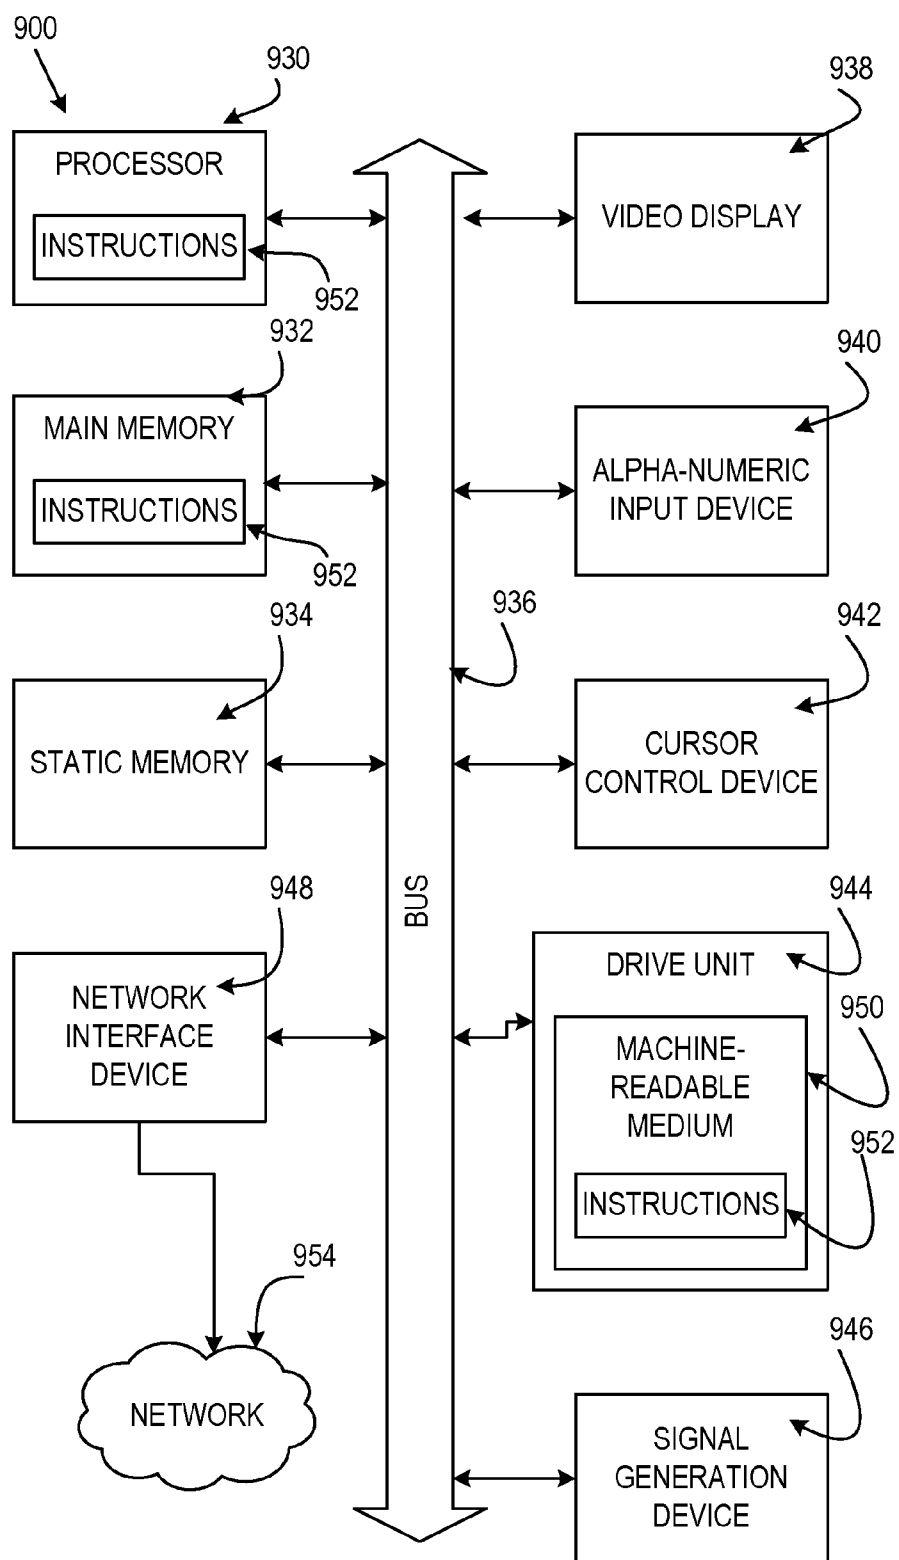 900
930
PROCESSOR
INSTRUCTIONS
952
932
MAIN MEMORY
INSTRUCTIONS
952
934
STATIC MEMORY
948
NETWORK
INTERFACE
DEVICE
954
NETWORK
BUS
936
938
VIDEO DISPLAY
940
ALPHA-NUMERIC
INPUT DEVICE
942
CURSOR
CONTROL DEVICE
944
DRIVE UNIT
950
MACHINE-
READABLE
MEDIUM
952
INSTRUCTIONS
946
SIGNAL
GENERATION
DEVICE